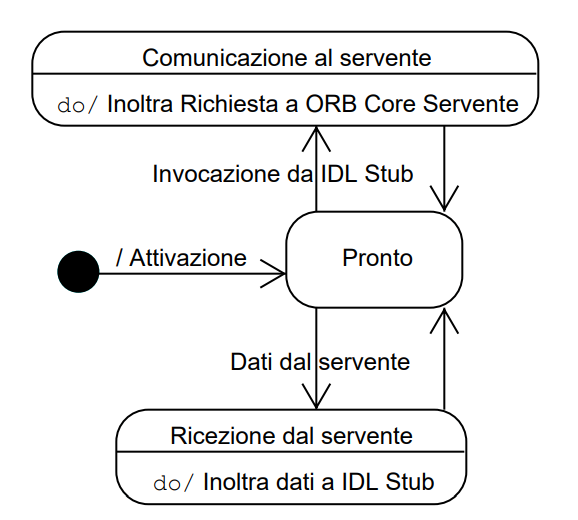 Comunicazione al servente
do/ Inoltra Richiesta a ORB Core Servente
Invocazione da IDL Stub
/ Attivazione
Pronto
Dati dal servente
Ricezione dal servente
do/ Inoltra dati a IDL Stub